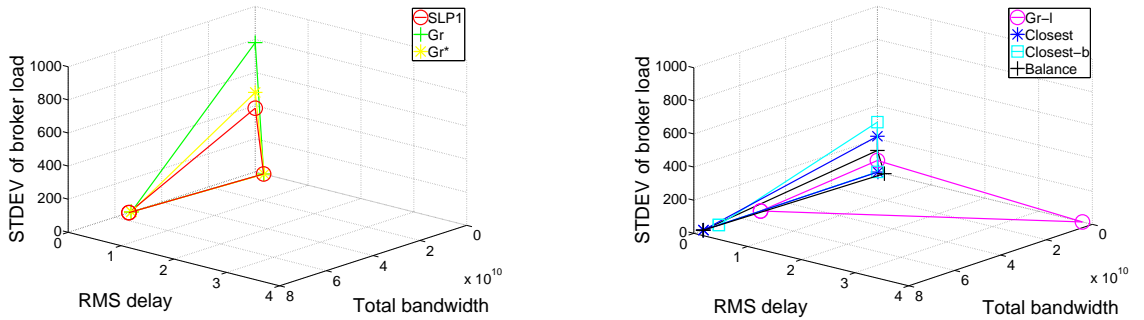 SLP1
Gr
Gr*
1000
800
600
400
200
0
STDEV of broker load
0
1
2
3
4
RMS delay
8
6
4
2
0
x 10^10
Total bandwidth
Gr-l
Closest
Closest-b
Balance
1000
800
600
400
200
0
STDEV of broker load
0
1
2
3
4
RMS delay
8
6
4
2
0
x 10^10
Total bandwidth